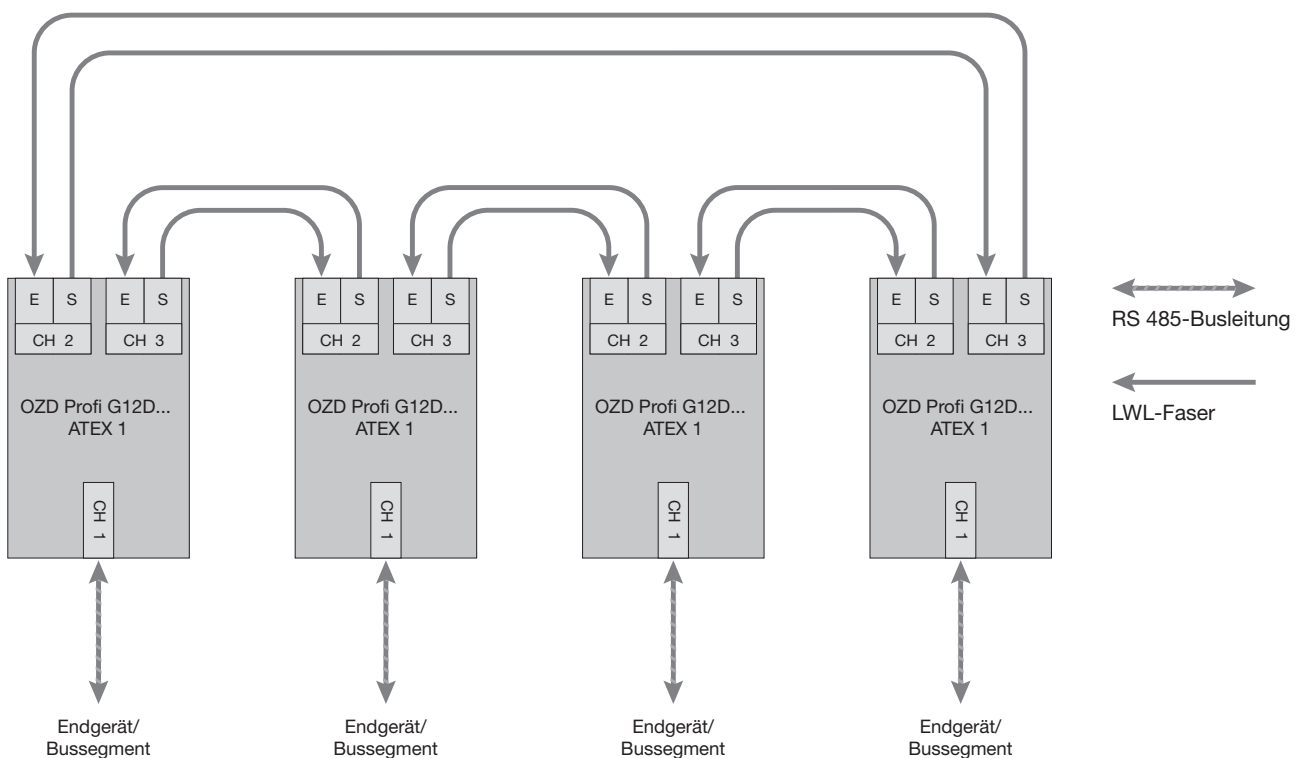 E S E S E S E S E S E S E S E S
CH 2 CH 3 CH 2 CH 3 CH 2 CH 3 CH 2 CH 3
OZD Profi G12D...
ATEX 1
OZD Profi G12D...
ATEX 1
OZD Profi G12D...
ATEX 1
OZD Profi G12D...
ATEX 1
CH 1
CH 1
CH 1
CH 1
Endgerät/
Bussegment
Endgerät/
Bussegment
Endgerät/
Bussegment
Endgerät/
Bussegment
RS 485-Busleitung
LWL-Faser